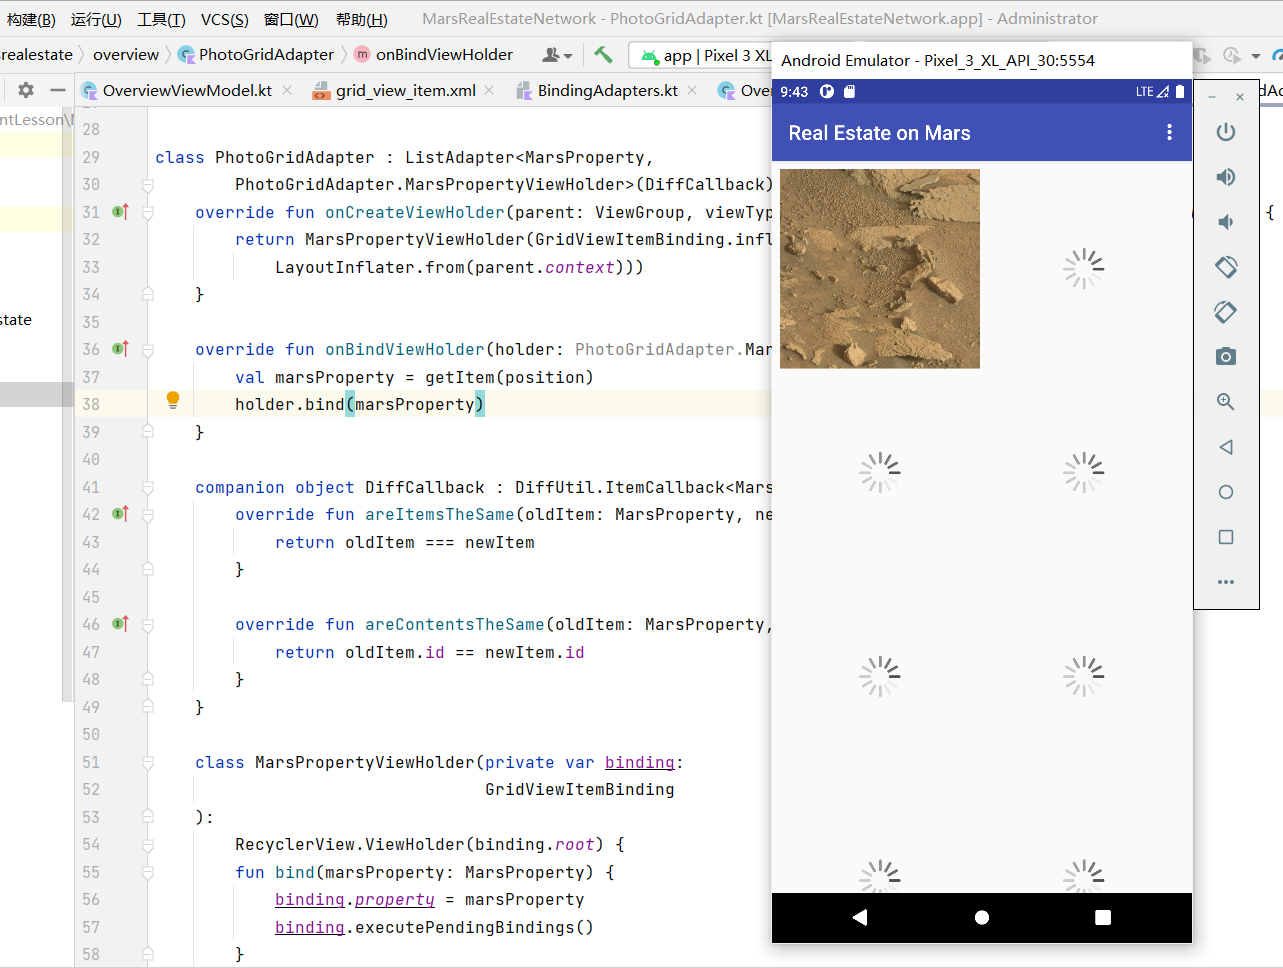 构建(B) 运行(U) 工具(T) VCS(S) 窗口(W) 帮助(H) MarsRealEstateNetwork - PhotoGridAdapter.kt [MarsRealEstateNetwork.app] - Administrator
realestate overview PhotoGridAdapter m onBindViewHolder app | Pixel 3 XL
OverviewViewModel.kt grid_view_item.xml BindingAdapters.kt Ove
ntLesson\
state
28
29 class PhotoGridAdapter : ListAdapter<MarsProperty,
30 PhotoGridAdapter.MarsPropertyViewHolder>(DiffCallback)
31 override fun onCreateViewHolder(parent: ViewGroup, viewTyp {
32 return MarsPropertyViewHolder(GridViewItemBinding.infl
33 LayoutInflater.from(parent.context)))
34 }
35
36 override fun onBindViewHolder(holder: PhotoGridAdapter.Mar
37 val marsProperty = getItem(position)
38 holder.bind(marsProperty)
39 }
40
41 companion object DiffCallback : DiffUtil.ItemCallback<Mars
42 override fun areItemsTheSame(oldItem: MarsProperty, ne
43 return oldItem === newItem
44 }
45
46 override fun areContentsTheSame(oldItem: MarsProperty,
47 return oldItem.id == newItem.id
48 }
49 }
50
51 class MarsPropertyViewHolder(private var binding:
52 GridViewItemBinding
53 ):
54 RecyclerView.ViewHolder(binding.root) {
55 fun bind(marsProperty: MarsProperty) {
56 binding.property = marsProperty
57 binding.executePendingBindings()
58 }
Android Emulator - Pixel_3_XL_API_30:5554
9:43 LTE
Real Estate on Mars